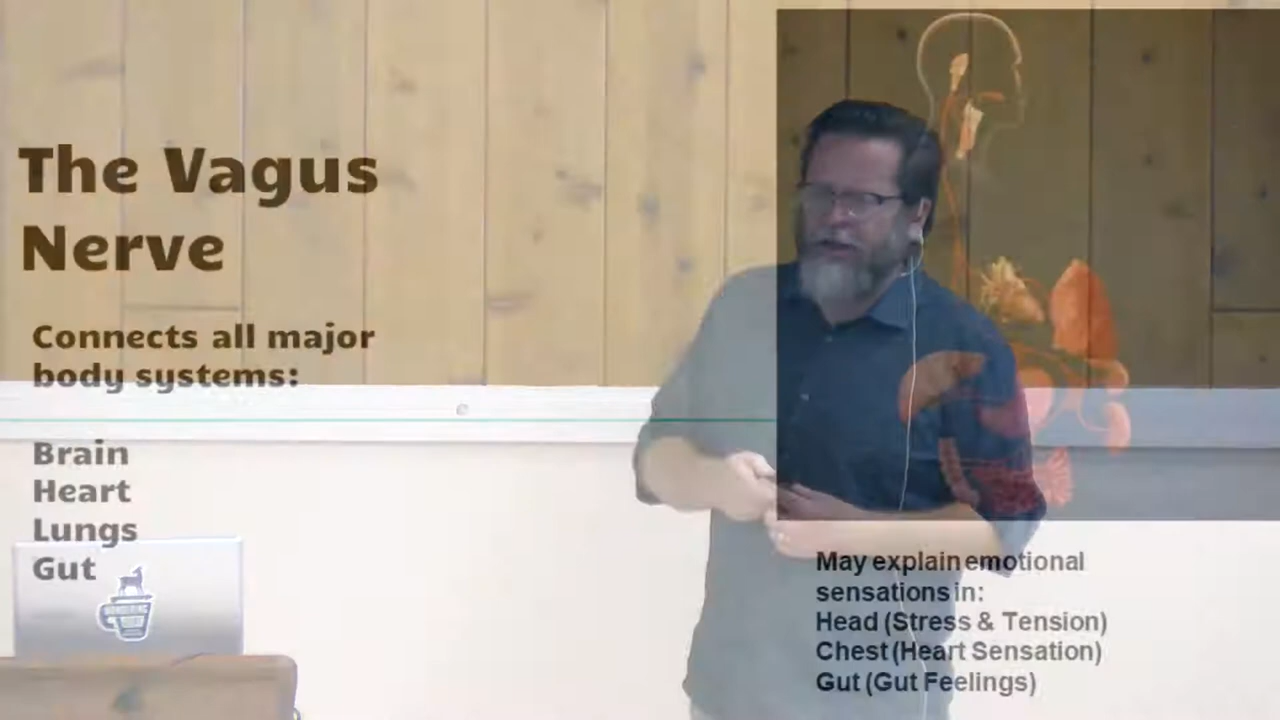 The Vagus
Nerve
Connects all major
body systems:
Brain
Heart
Lungs
Gut
May explain emotional
sensations in:
Head (Stress & Tension)
Chest (Heart Sensation)
Gut (Gut Feelings)